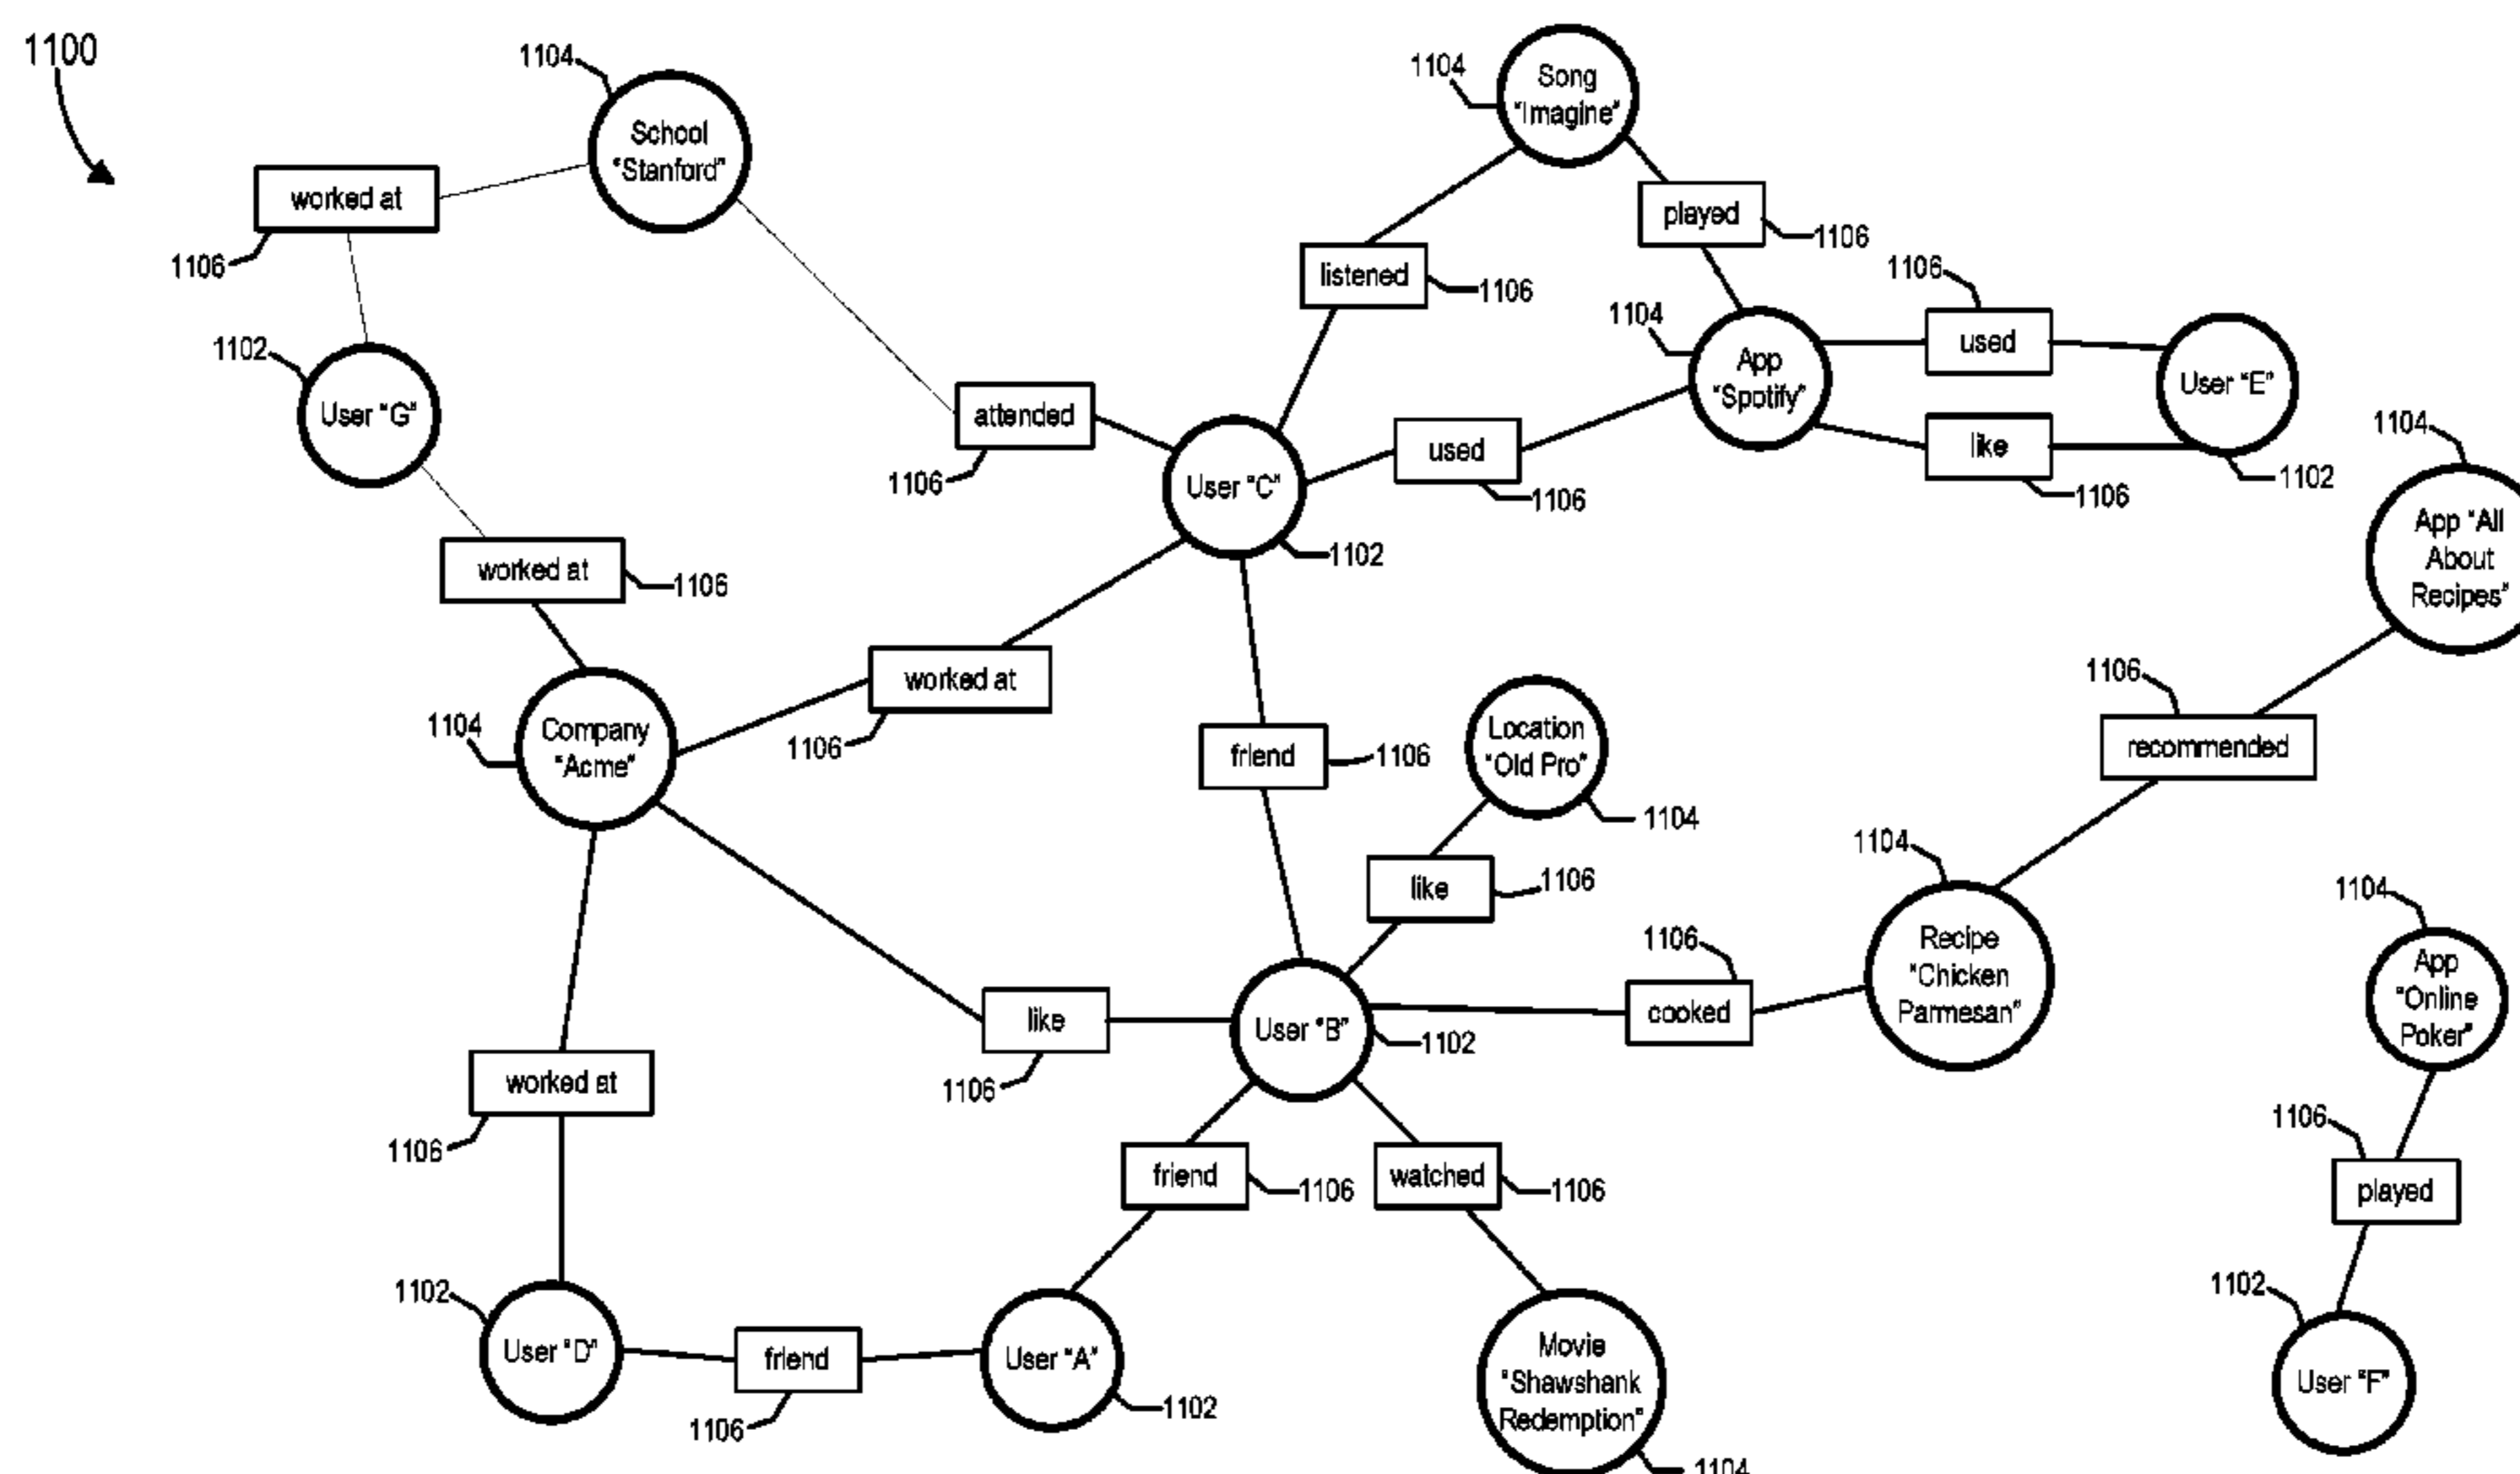 1100
1104
School
"Stanford"
worked at
1106
1104
Song
"Imagine"
played
1106
listened
1106
1106
used
1104
App
"Spotify"
User "E"
1102
like
1106
1102
User "G"
attended
1106
User "C"
1102
used
1106
1104
App "All
About
Recipes"
worked at
1106
worked at
1106
1104
Company
"Acme"
friend
1106
Location
"Old Pro"
1104
1106
recommended
like
1106
1104
Recipe
"Chicken
Parmesan"
1106
cooked
1104
App
"Online
Poker"
like
1106
User "B"
1102
worked at
1106
friend
1106
watched
1106
1106
played
1102
User "D"
friend
1106
User "A"
1102
Movie
"Shawshank
Redemption"
1104
1102
User "F"